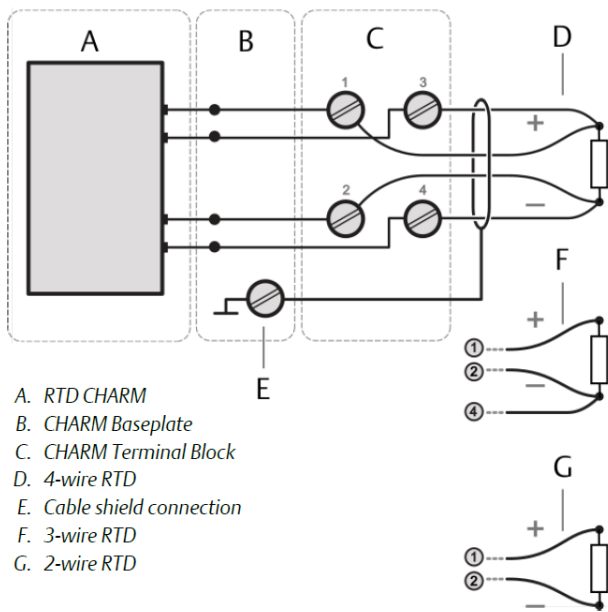 A
B
C
D
1
3
+
2
4
−
E
F
+
1
2
−
4
A. RTD CHARM
B. CHARM Baseplate
C. CHARM Terminal Block
D. 4-wire RTD
E. Cable shield connection
F. 3-wire RTD
G. 2-wire RTD
G
+
1
2
−